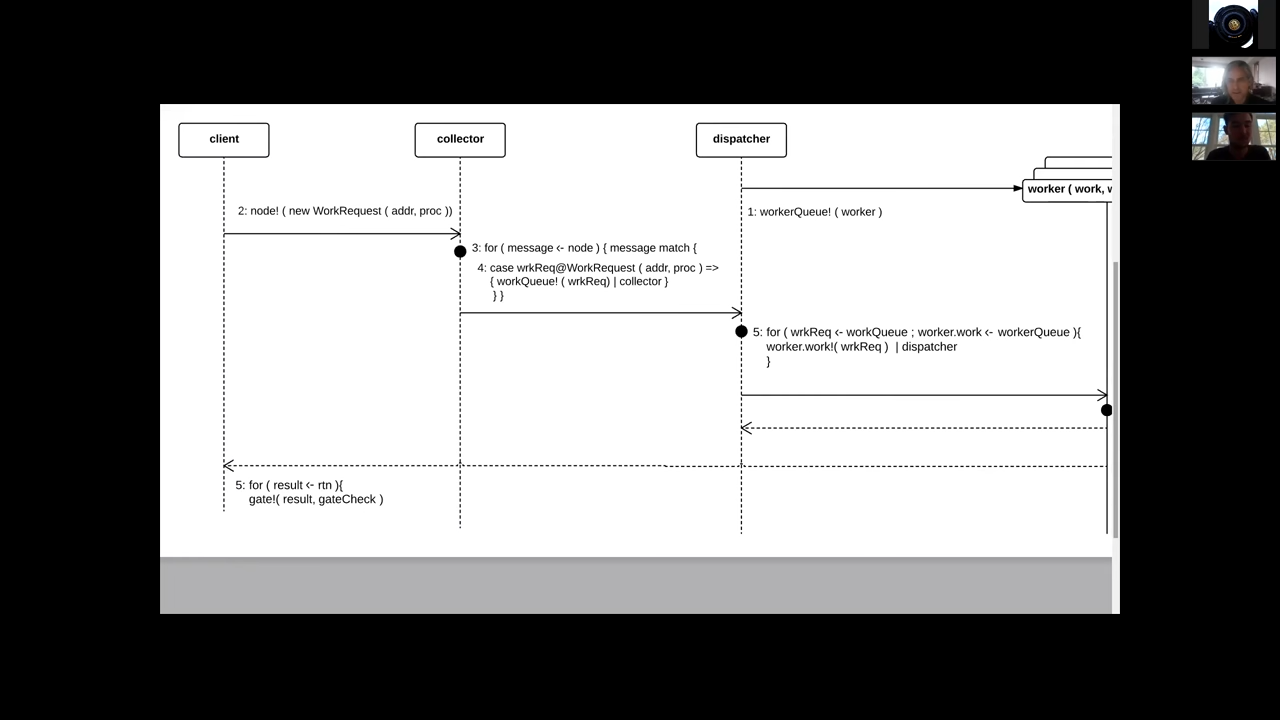 client
collector
dispatcher
worker ( work, w
2: node! ( new WorkRequest ( addr, proc ))
1: workerQueue! ( worker )
3: for ( message <- node ) { message match {
4: case wrkReq@WorkRequest ( addr, proc ) =>
{ workQueue! ( wrkReq) | collector }
} }
5: for ( wrkReq <- workQueue ; worker.work <- workerQueue ){
worker.work!( wrkReq )  | dispatcher
}
5: for ( result <- rtn ){
gate!( result, gateCheck )